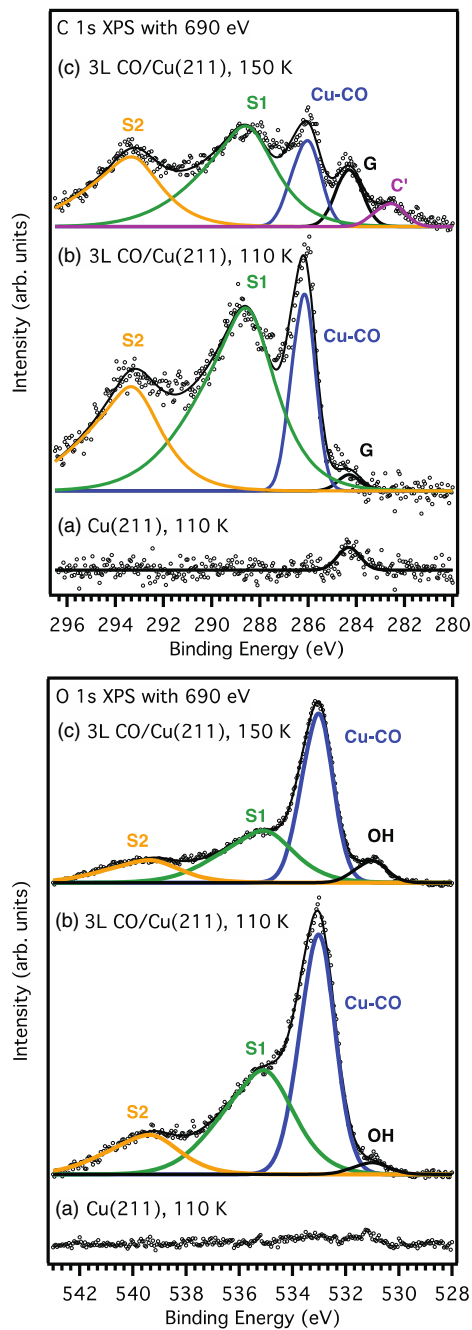 C 1s XPS with 690 eV
(c) 3L CO/Cu(211), 150 K
Cu-CO
S1
S2
G
C'
(b) 3L CO/Cu(211), 110 K
S1
S2
Cu-CO
G
(a) Cu(211), 110 K
Intensity (arb. units)
296 294 292 290 288 286 284 282 280
Binding Energy (eV)
O 1s XPS with 690 eV
(c) 3L CO/Cu(211), 150 K
Cu-CO
S1
S2
OH
(b) 3L CO/Cu(211), 110 K
Cu-CO
S1
S2
OH
(a) Cu(211), 110 K
Intensity (arb. units)
540 538 535 533 530 528
Binding Energy (eV)